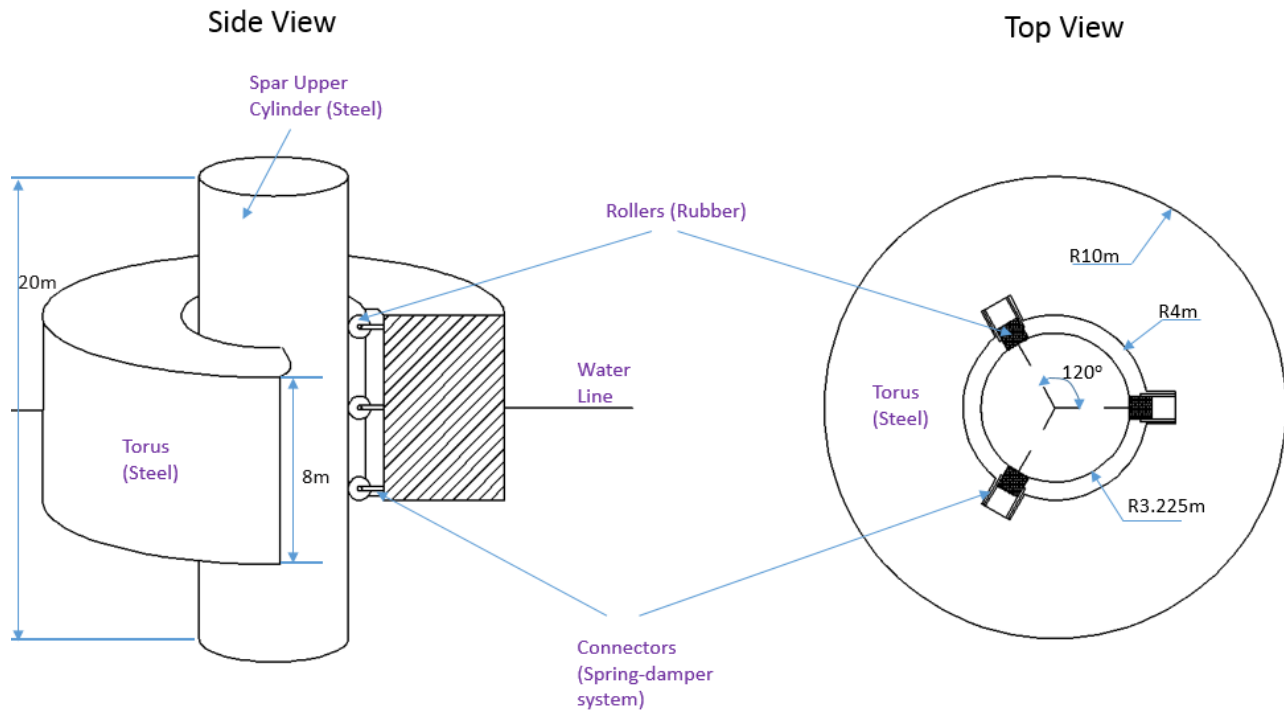 Side View
Top View
Spar Upper
Cylinder (Steel)
Rollers (Rubber)
20m
R10m
R4m
Water
Line
120°
Torus
(Steel)
Torus
(Steel)
8m
R3.225m
Connectors
(Spring-damper
system)